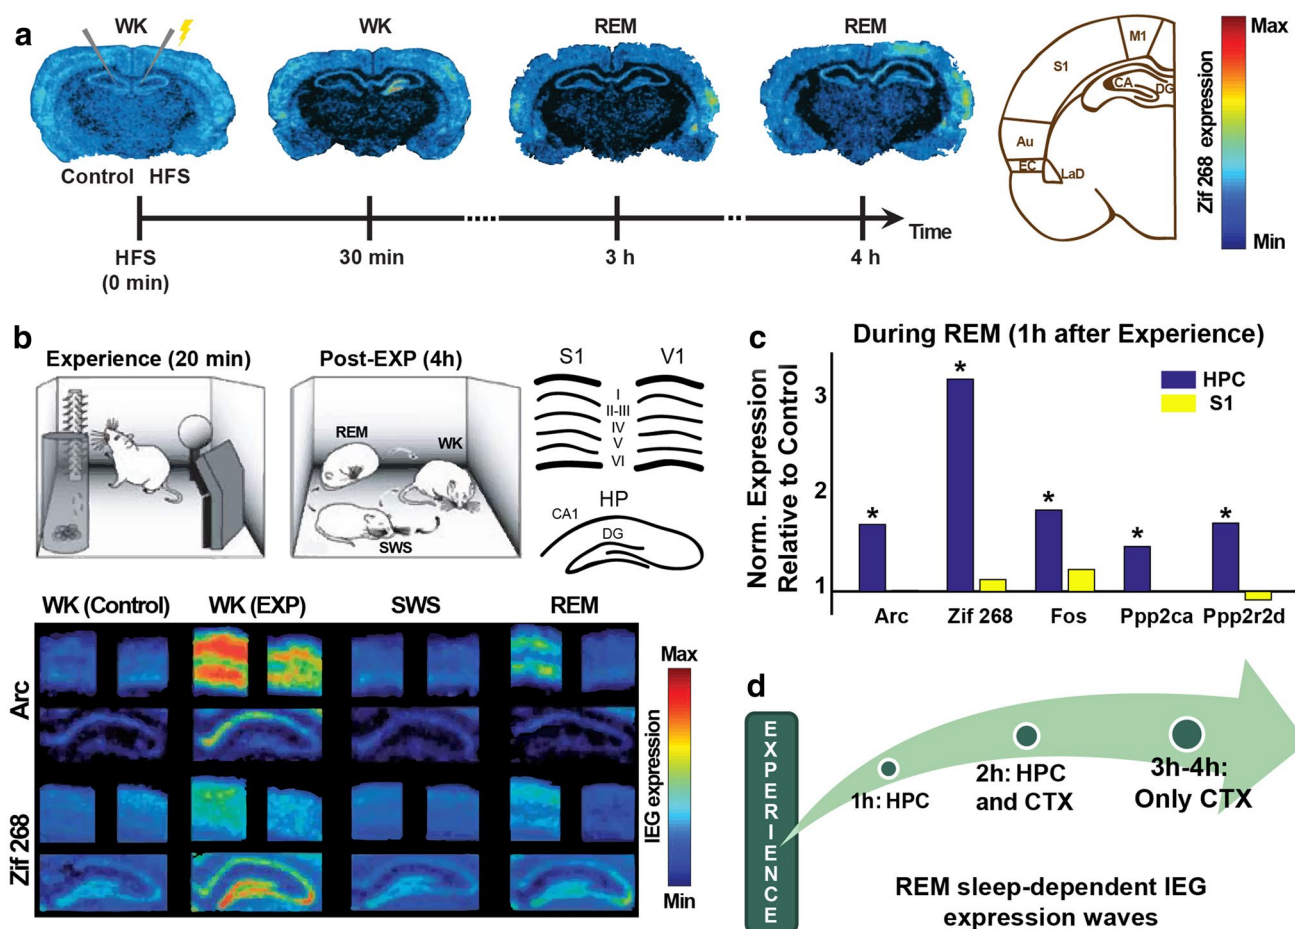 a
WK
WK
REM
REM
Control HFS
HFS
(0 min)
30 min
3 h
4 h
Time
M1
S1
CA
DG
Au
EC
LaD
Max
Zif 268 expression
Min
b
Experience (20 min)
Post-EXP (4h)
REM
WK
SWS
S1
V1
I
II-III
IV
V
VI
HP
CA1
DG
WK (Control)
WK (EXP)
SWS
REM
Arc
Zif 268
Max
IEG expression
Min
c
During REM (1h after Experience)
Norm. Expression
Relative to Control
3
2
1
*
*
*
*
*
HPC
S1
Arc
Zif 268
Fos
Ppp2ca
Ppp2r2d
d
EXPERIENCE
1h: HPC
2h: HPC
and CTX
3h-4h:
Only CTX
REM sleep-dependent IEG
expression waves